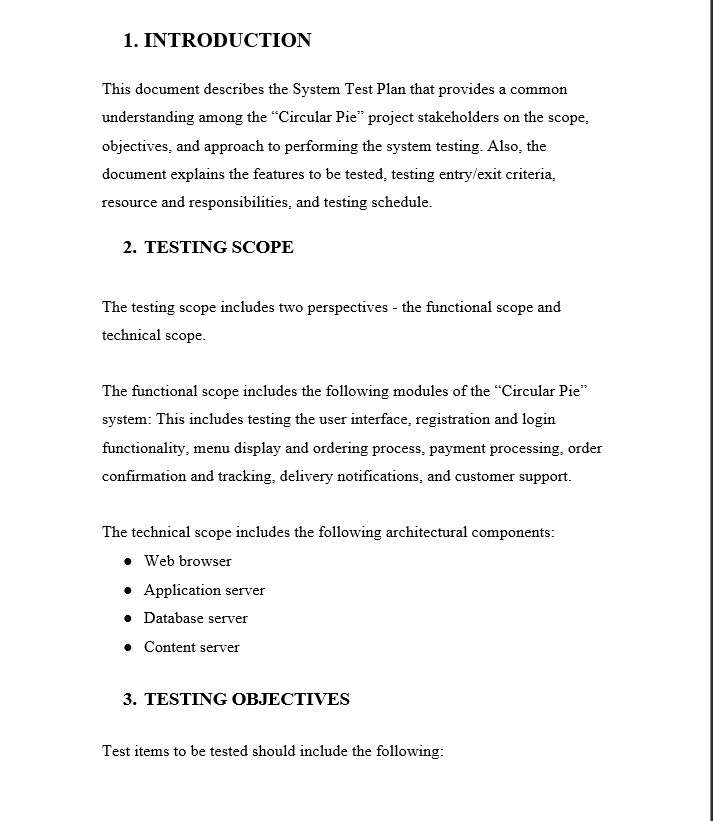 1. INTRODUCTION
This document describes the System Test Plan that provides a common
understanding among the “Circular Pie” project stakeholders on the scope,
objectives, and approach to performing the system testing. Also, the
document explains the features to be tested, testing entry/exit criteria,
resource and responsibilities, and testing schedule.
2. TESTING SCOPE
The testing scope includes two perspectives - the functional scope and
technical scope.
The functional scope includes the following modules of the “Circular Pie”
system: This includes testing the user interface, registration and login
functionality, menu display and ordering process, payment processing, order
confirmation and tracking, delivery notifications, and customer support.
The technical scope includes the following architectural components:
● Web browser
● Application server
● Database server
● Content server
3. TESTING OBJECTIVES
Test items to be tested should include the following: